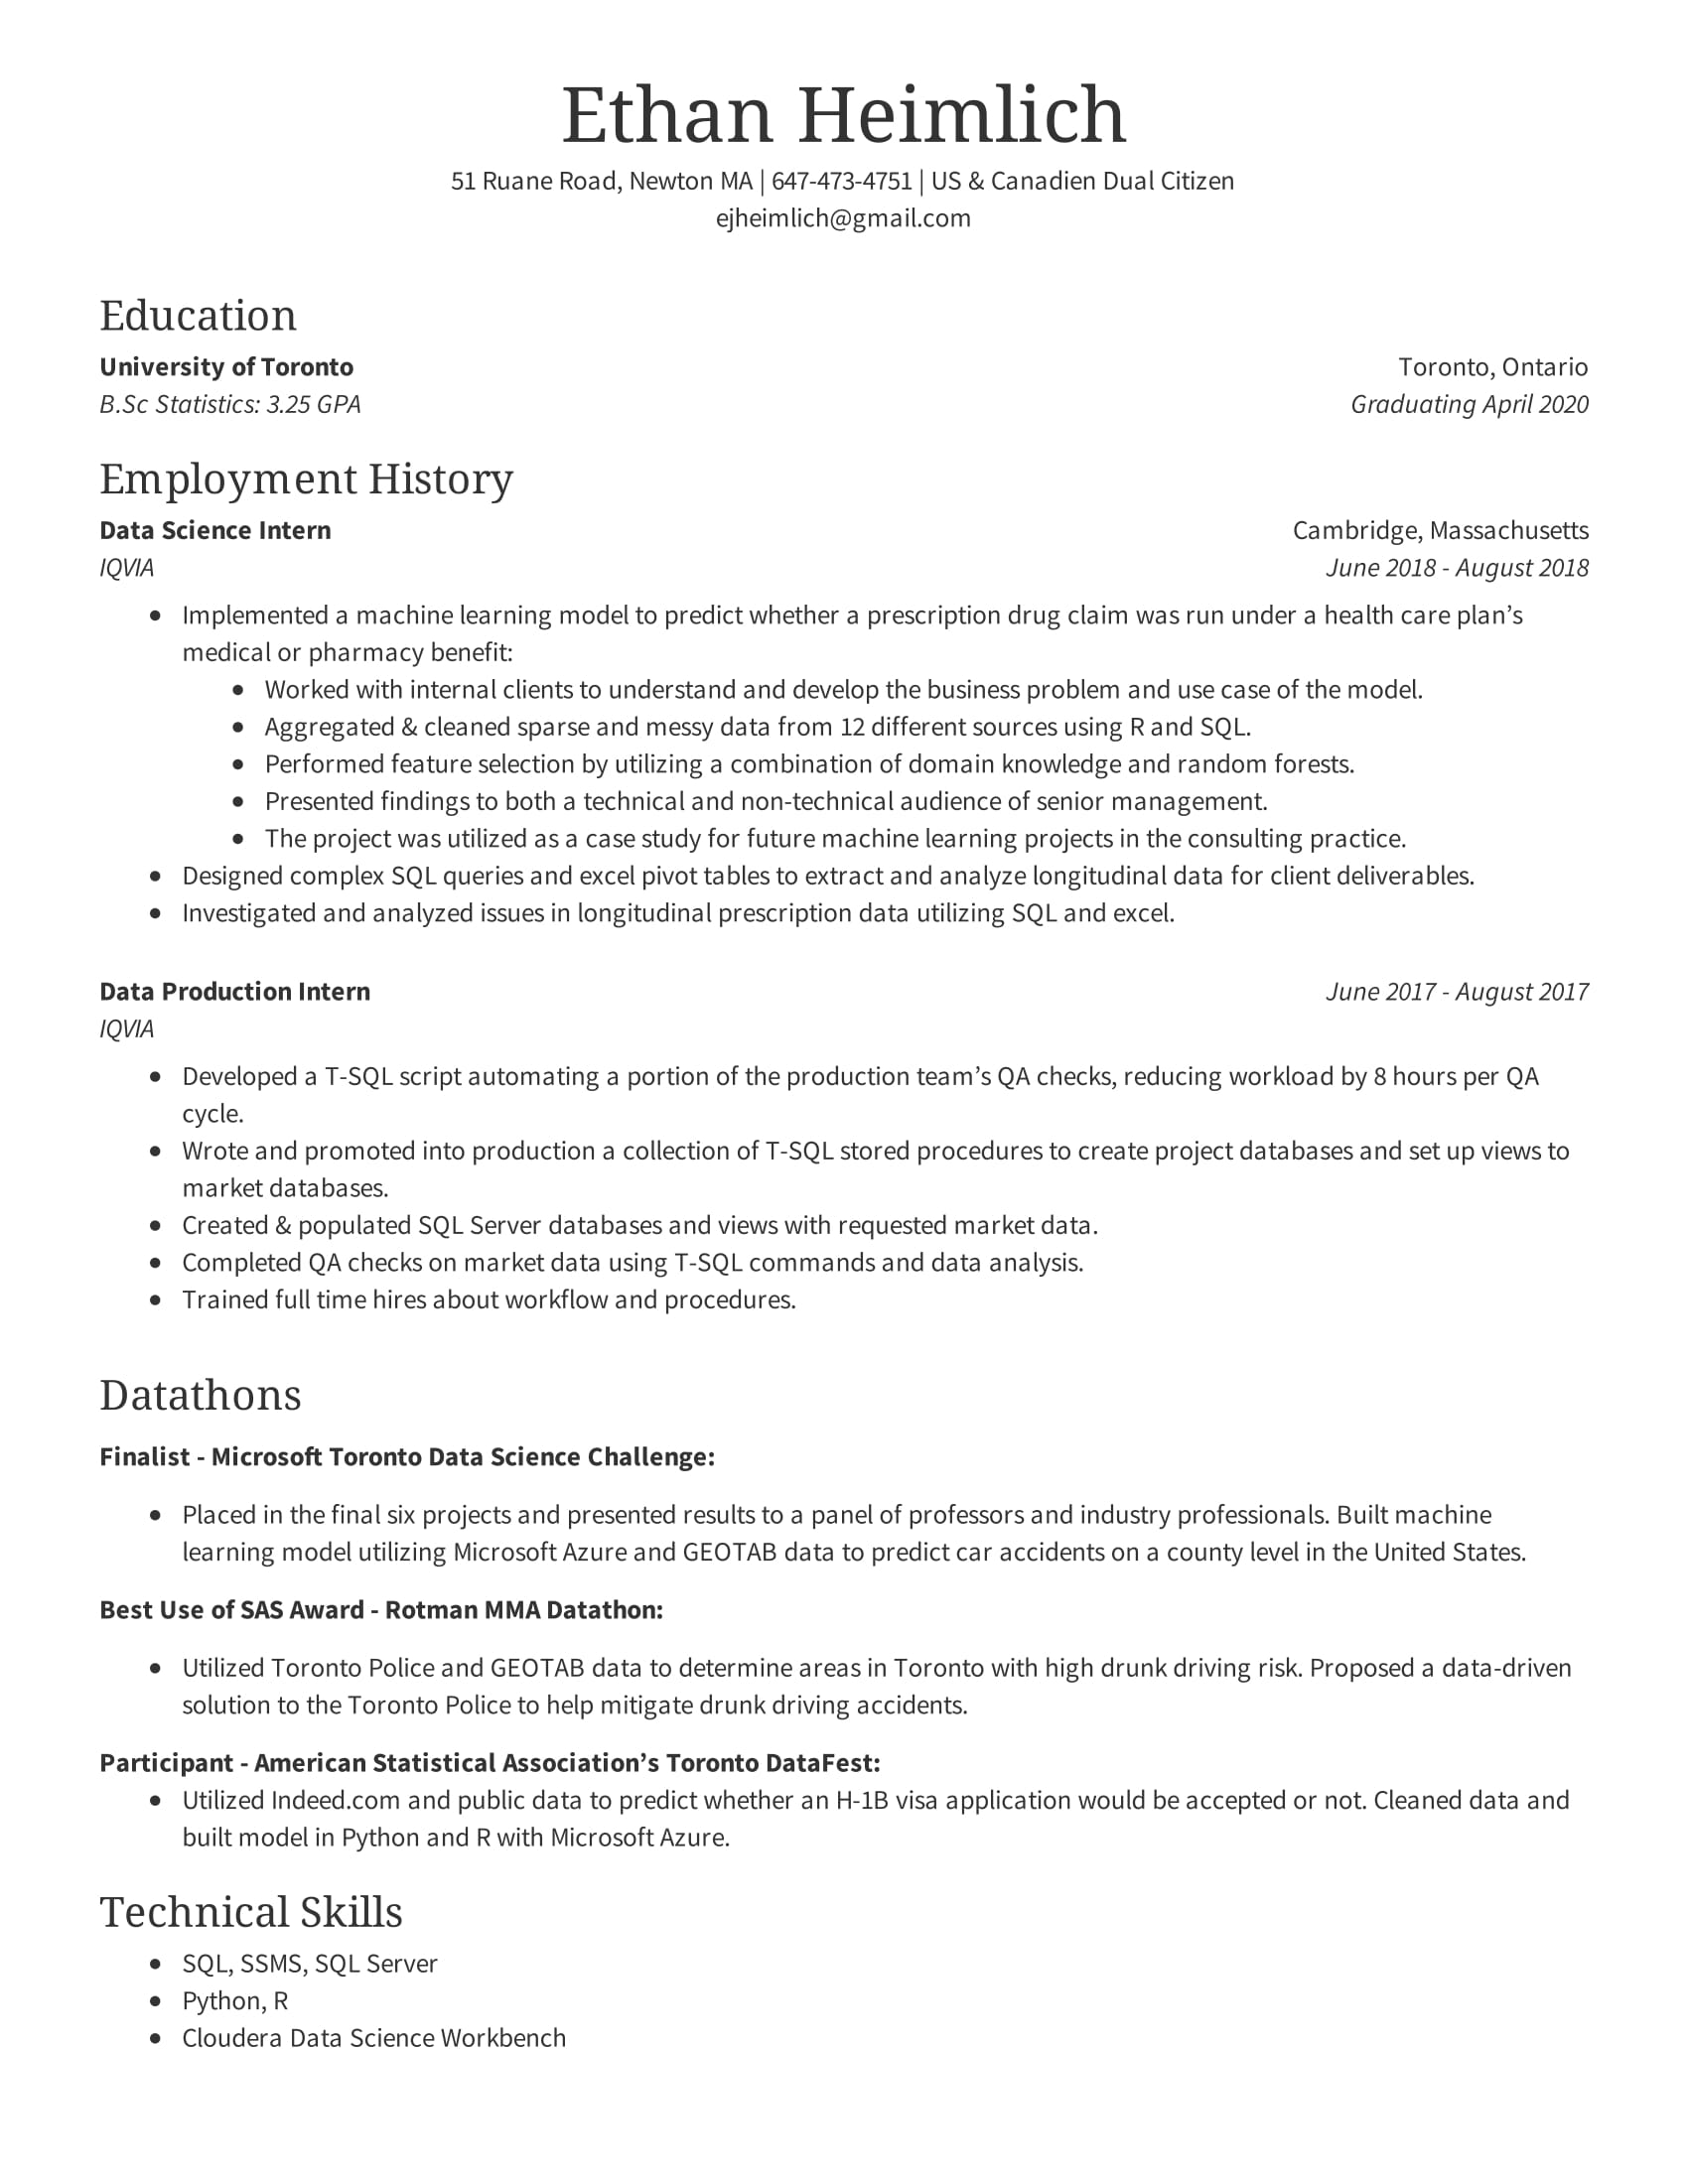 Ethan Heimlich
51 Ruane Road, Newton MA | 647-473-4751 | US & Canadien Dual Citizen
ejheimlich@gmail.com
Education
University of Toronto Toronto, Ontario
B.Sc Statistics: 3.25 GPA Graduating April 2020
Employment History
Data Science Intern Cambridge, Massachusetts
IQVIA June 2018 - August 2018
• Implemented a machine learning model to predict whether a prescription drug claim was run under a health care plan’s
medical or pharmacy benefit:
• Worked with internal clients to understand and develop the business problem and use case of the model.
• Aggregated & cleaned sparse and messy data from 12 different sources using R and SQL.
• Performed feature selection by utilizing a combination of domain knowledge and random forests.
• Presented findings to both a technical and non-technical audience of senior management.
• The project was utilized as a case study for future machine learning projects in the consulting practice.
• Designed complex SQL queries and excel pivot tables to extract and analyze longitudinal data for client deliverables.
• Investigated and analyzed issues in longitudinal prescription data utilizing SQL and excel.
Data Production Intern June 2017 - August 2017
IQVIA
• Developed a T-SQL script automating a portion of the production team’s QA checks, reducing workload by 8 hours per QA
cycle.
• Wrote and promoted into production a collection of T-SQL stored procedures to create project databases and set up views to
market databases.
• Created & populated SQL Server databases and views with requested market data.
• Completed QA checks on market data using T-SQL commands and data analysis.
• Trained full time hires about workflow and procedures.
Datathons
Finalist - Microsoft Toronto Data Science Challenge:
• Placed in the final six projects and presented results to a panel of professors and industry professionals. Built machine
learning model utilizing Microsoft Azure and GEOTAB data to predict car accidents on a county level in the United States.
Best Use of SAS Award - Rotman MMA Datathon:
• Utilized Toronto Police and GEOTAB data to determine areas in Toronto with high drunk driving risk. Proposed a data-driven
solution to the Toronto Police to help mitigate drunk driving accidents.
Participant - American Statistical Association’s Toronto DataFest:
• Utilized Indeed.com and public data to predict whether an H-1B visa application would be accepted or not. Cleaned data and
built model in Python and R with Microsoft Azure.
Technical Skills
• SQL, SSMS, SQL Server
• Python, R
• Cloudera Data Science Workbench